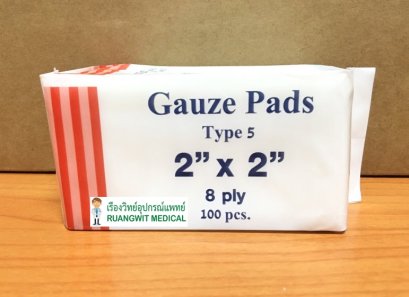 Gauze Pads
Type 5
2” x 2”
8 ply
100 pcs.
เรืองวิทย์อุปกรณ์แพทย์
RUANGWIT MEDICAL